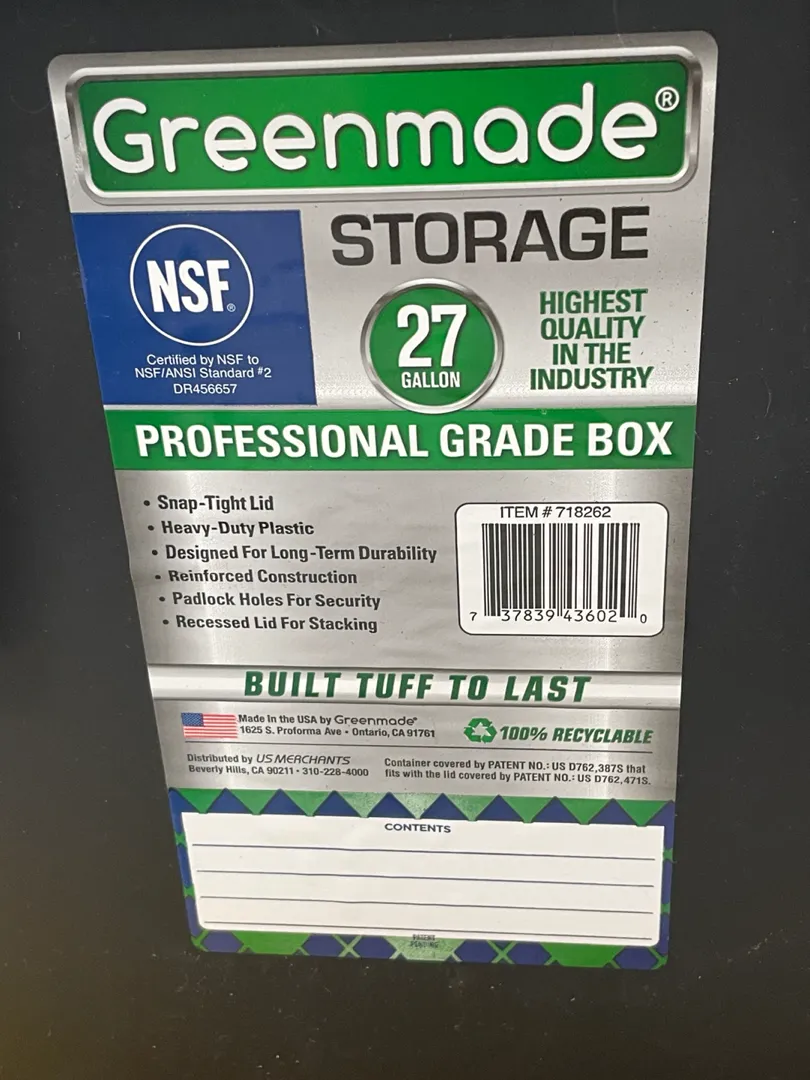 Greenmade®
STORAGE
NSF®
Certified by NSF to
NSF/ANSI Standard #2
DR456657
27
GALLON
HIGHEST
QUALITY
IN THE
INDUSTRY
PROFESSIONAL GRADE BOX
• Snap-Tight Lid
• Heavy-Duty Plastic
• Designed For Long-Term Durability
• Reinforced Construction
• Padlock Holes For Security
• Recessed Lid For Stacking
ITEM # 718262
7 37839 43602 0
BUILT TUFF TO LAST
Made In the USA by Greenmade®
1625 S. Proforma Ave • Ontario, CA 91761
100% RECYCLABLE
Distributed by US MERCHANTS
Beverly Hills, CA 90211 • 310-228-4000
Container covered by PATENT NO.: US D762,387S that
fits with the lid covered by PATENT NO.: US D762,471S.
CONTENTS
PATENT
PENDING